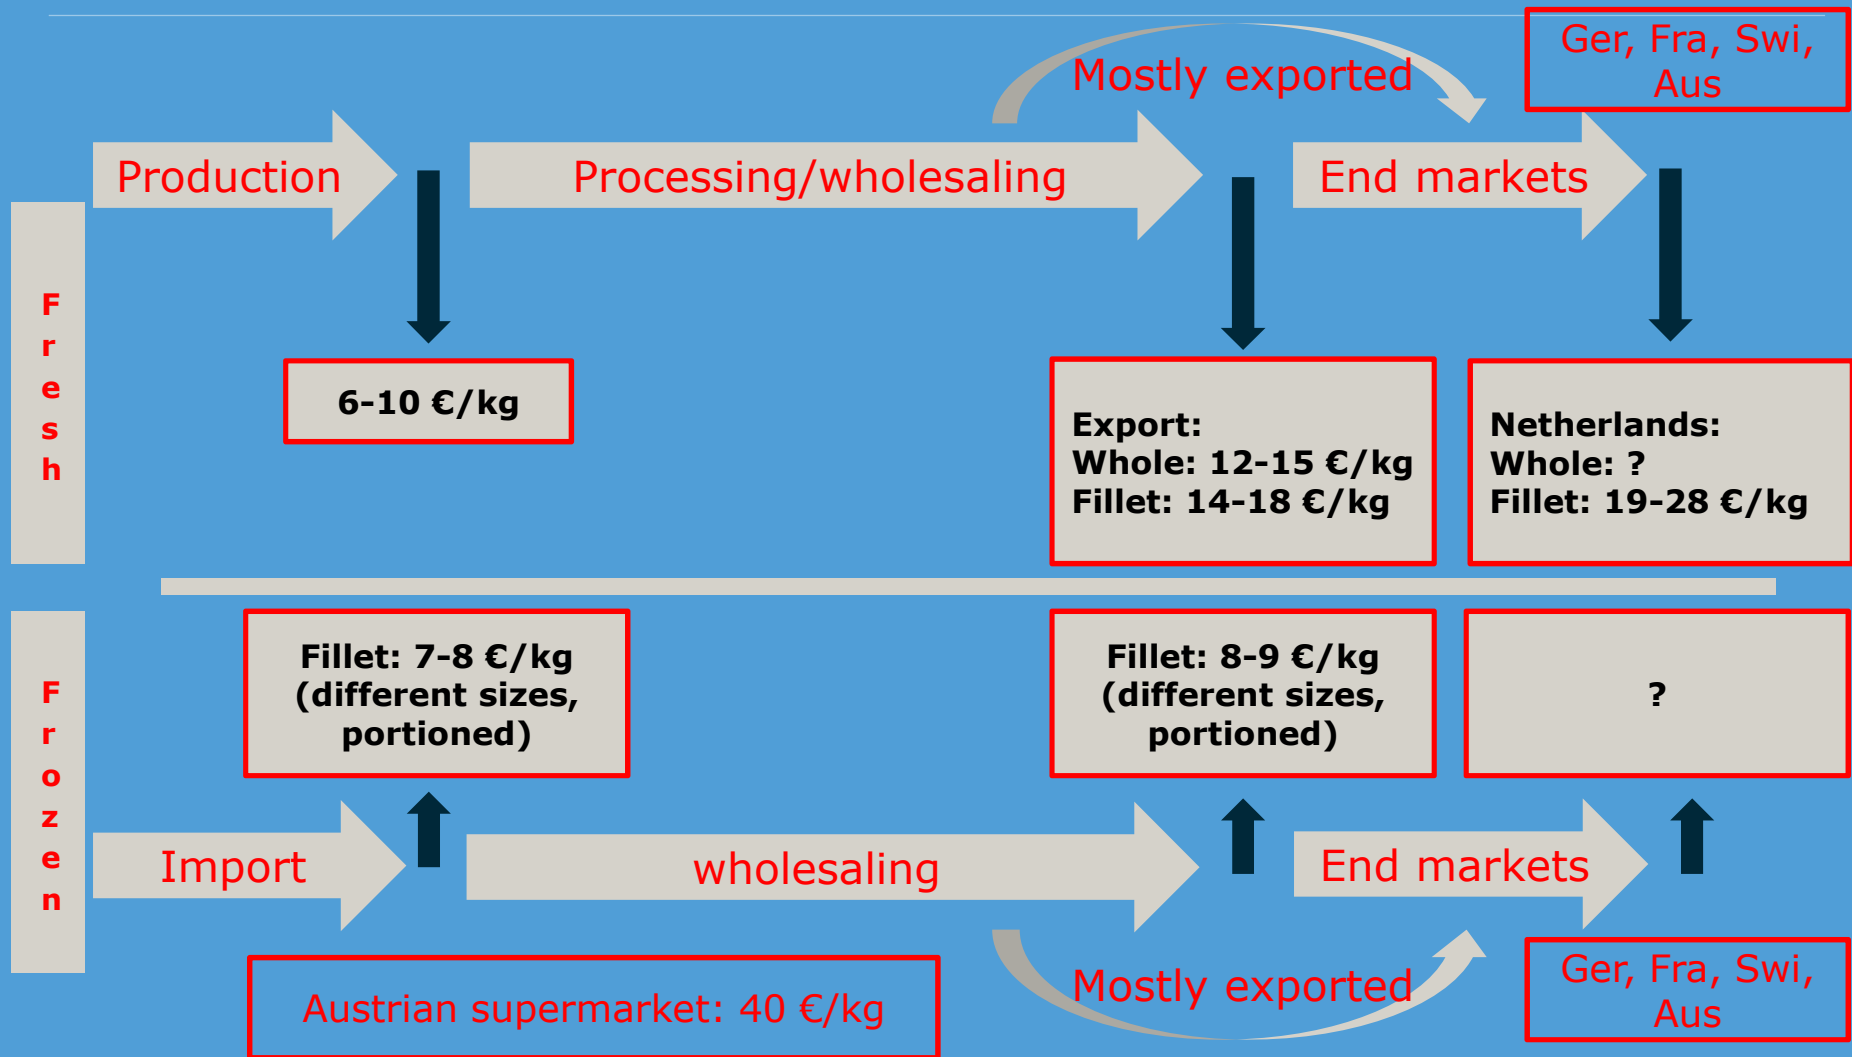 Ger, Fra, Swi,
Aus
Mostly exported
Production
Processing/wholesaling
End markets
Fresh
6-10 €/kg
Export:
Whole: 12-15 €/kg
Fillet: 14-18 €/kg
Netherlands:
Whole: ?
Fillet: 19-28 €/kg
Frozen
Fillet: 7-8 €/kg
(different sizes,
portioned)
Fillet: 8-9 €/kg
(different sizes,
portioned)
?
Import
wholesaling
End markets
Austrian supermarket: 40 €/kg
Mostly exported
Ger, Fra, Swi,
Aus